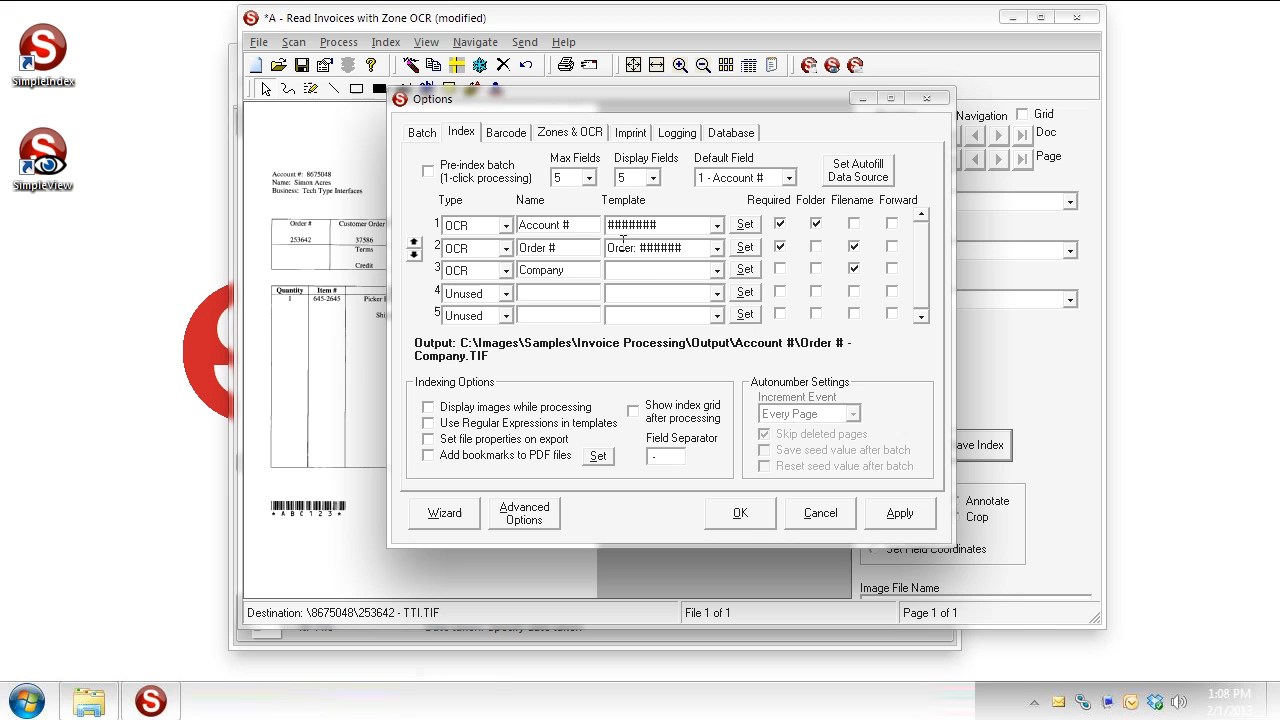 SimpleIndex
SimpleView
*A - Read Invoices with Zone OCR (modified)
File Scan Process Index View Navigate Send Help
Options
Batch Index Barcode Zones & OCR Imprint Logging Database
Pre-index batch
(1-click processing)
Max Fields Display Fields Default Field
5 5 1 - Account #
Set Autofill
Data Source
Type Name Template Required Folder Filename Forward
1 OCR Account # ######## Set
2 OCR Order # Order: ###### Set
3 OCR Company Set
4 Unused Set
5 Unused Set
Output: C:\Images\Samples\Invoice Processing\Output\Account #\Order # -
Company.TIF
Indexing Options
Display images while processing
Use Regular Expressions in templates
Set file properties on export
Add bookmarks to PDF files Set
Show index grid
after processing
Field Separator
-
Autonumber Settings
Increment Event
Every Page
Skip deleted pages
Save seed value after batch
Reset seed value after batch
Wizard Advanced
Options
OK Cancel Apply
Account #: 8675048
Name: Simon Acres
Business: Tech Type Interfaces
Order # Customer Order
253642 37586
Terms
Credit
Quantity Item #
1 645-2645 Picker
Shi
* A B C 1 2 3 *
Navigation Grid
Doc
Page
ave Index
Annotate
Crop
Set Field Coordinates
Image File Name
Destination: \8675048\253642 - TTI.TIF File 1 of 1 Page 1 of 1
1:08 PM
2/1/2013